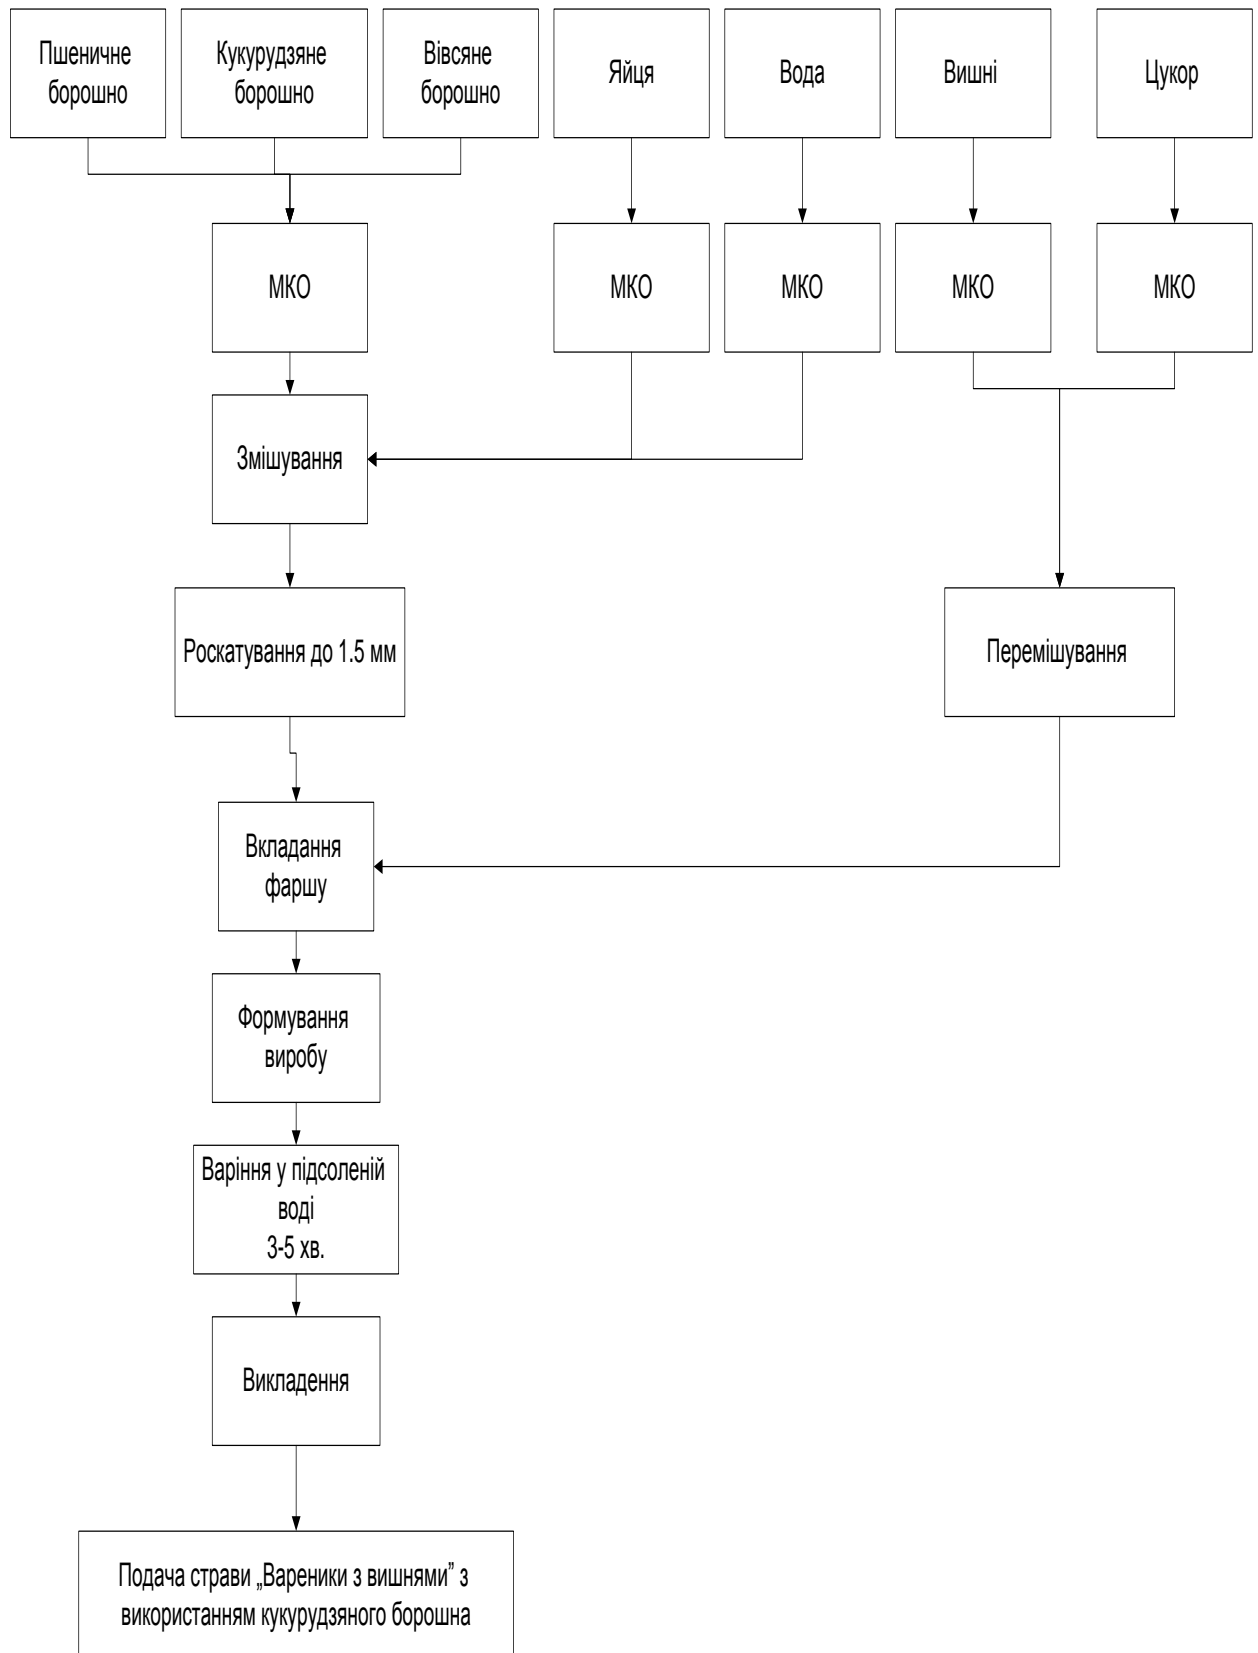 Пшеничне
борошно
Кукурудзяне
борошно
Вівсяне
борошно
Яйця
Вода
Вишні
Цукор
МКО
МКО
МКО
МКО
МКО
Змішування
Роскатування до 1.5 мм
Перемішування
Вкладання
фаршу
Формування
виробу
Варіння у підсоленій
воді
3-5 хв.
Викладення
Подача страви „Вареники з вишнями” з
використанням кукурудзяного борошна